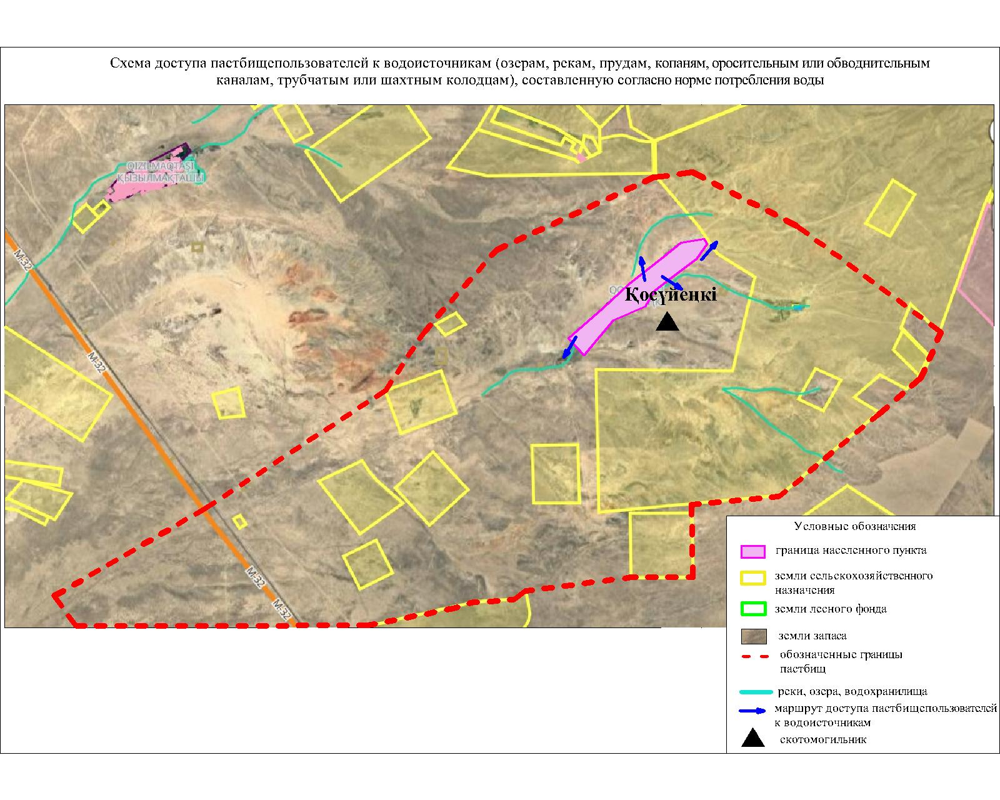 Схема доступа пастбищепользователей к водоисточникам (озерам, рекам, прудам, копаням, оросительным или обводнительным
каналам, трубчатым или шахтным колодцам), составленную согласно норме потребления воды
QIZILMAQTASI
ҚЫЗЫЛМАҚТАШЫ
M-32
Қосүйеңкі
M-32
M-32
M-32
Условные обозначения
граница населенного пункта
земли сельскохозяйственного
назначения
земли лесного фонда
земли запаса
обозначенные границы
пастбищ
реки, озера, водохранилища
маршрут доступа пастбищепользователей
к водоисточникам
скотомогильник